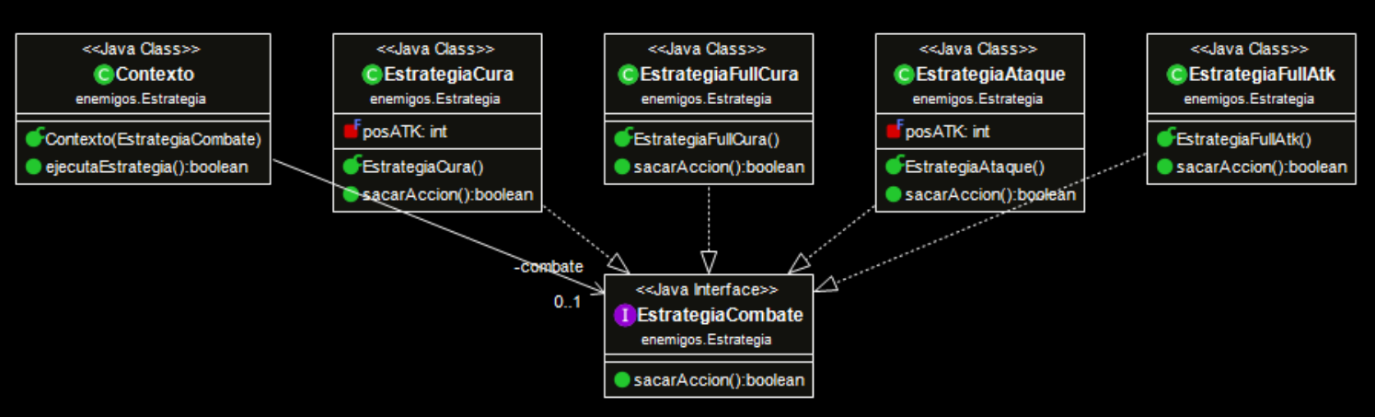 <<Java Class>>
Contexto
enemigos.Estrategia
Contexto(EstrategiaCombate)
ejecutaEstrategia():boolean
<<Java Class>>
EstrategiaCura
enemigos.Estrategia
posATK: int
EstrategiaCura()
sacarAccion():boolean
<<Java Class>>
EstrategiaFullCura
enemigos.Estrategia
EstrategiaFullCura()
sacarAccion():boolean
<<Java Class>>
EstrategiaAtaque
enemigos.Estrategia
posATK: int
EstrategiaAtaque()
sacarAccion():boolean
<<Java Class>>
EstrategiaFullAtk
enemigos.Estrategia
EstrategiaFullAtk()
sacarAccion():boolean
-combate
0..1
<<Java Interface>>
EstrategiaCombate
enemigos.Estrategia
sacarAccion():boolean